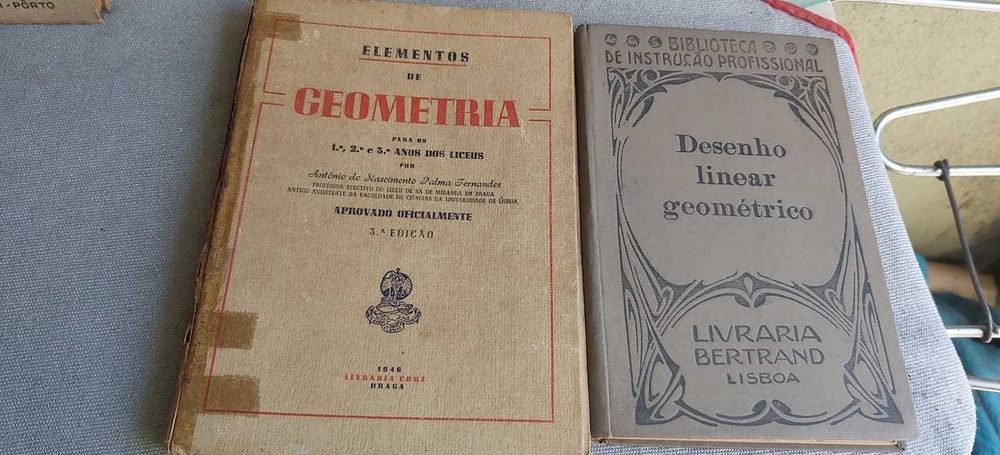 PÔRTO
ELEMENTOS
DE
GEOMETRIA
PARA OS
1.º, 2.º e 3.º ANOS DOS LICEUS
POR
António do Nascimento Palma Fernandes
PROFESSOR EFECTIVO DO LICEU DE SÁ DE MIRANDA EM BRAGA
ANTIGO ASSISTENTE DA FACULDADE DE CIÊNCIAS DA UNIVERSIDADE DE LISBOA
APROVADO OFICIALMENTE
3.ª EDIÇÃO
1946
LIVRARIA CRUZ
BRAGA
BIBLIOTECA
DE INSTRUÇÃO PROFISSIONAL
Desenho
linear
geométrico
LIVRARIA
BERTRAND
LISBOA